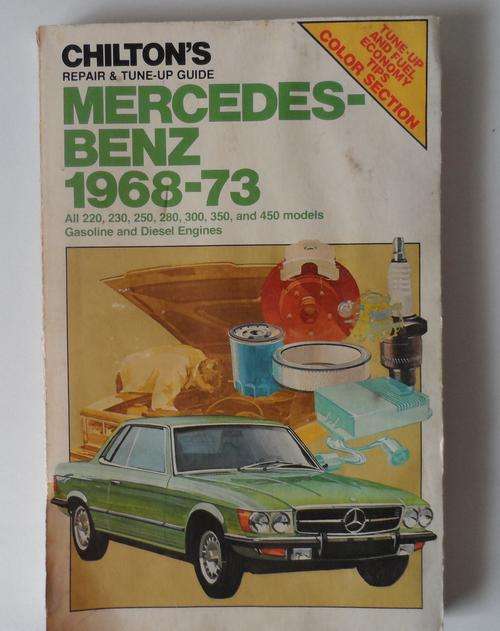 CHILTON'S
REPAIR & TUNE-UP GUIDE
MERCEDES-
BENZ
1968-73
All 220, 230, 250, 280, 300, 350, and 450 models
Gasoline and Diesel Engines
TUNE-UP
AND FUEL
ECONOMY
TIPS
COLOR SECTION